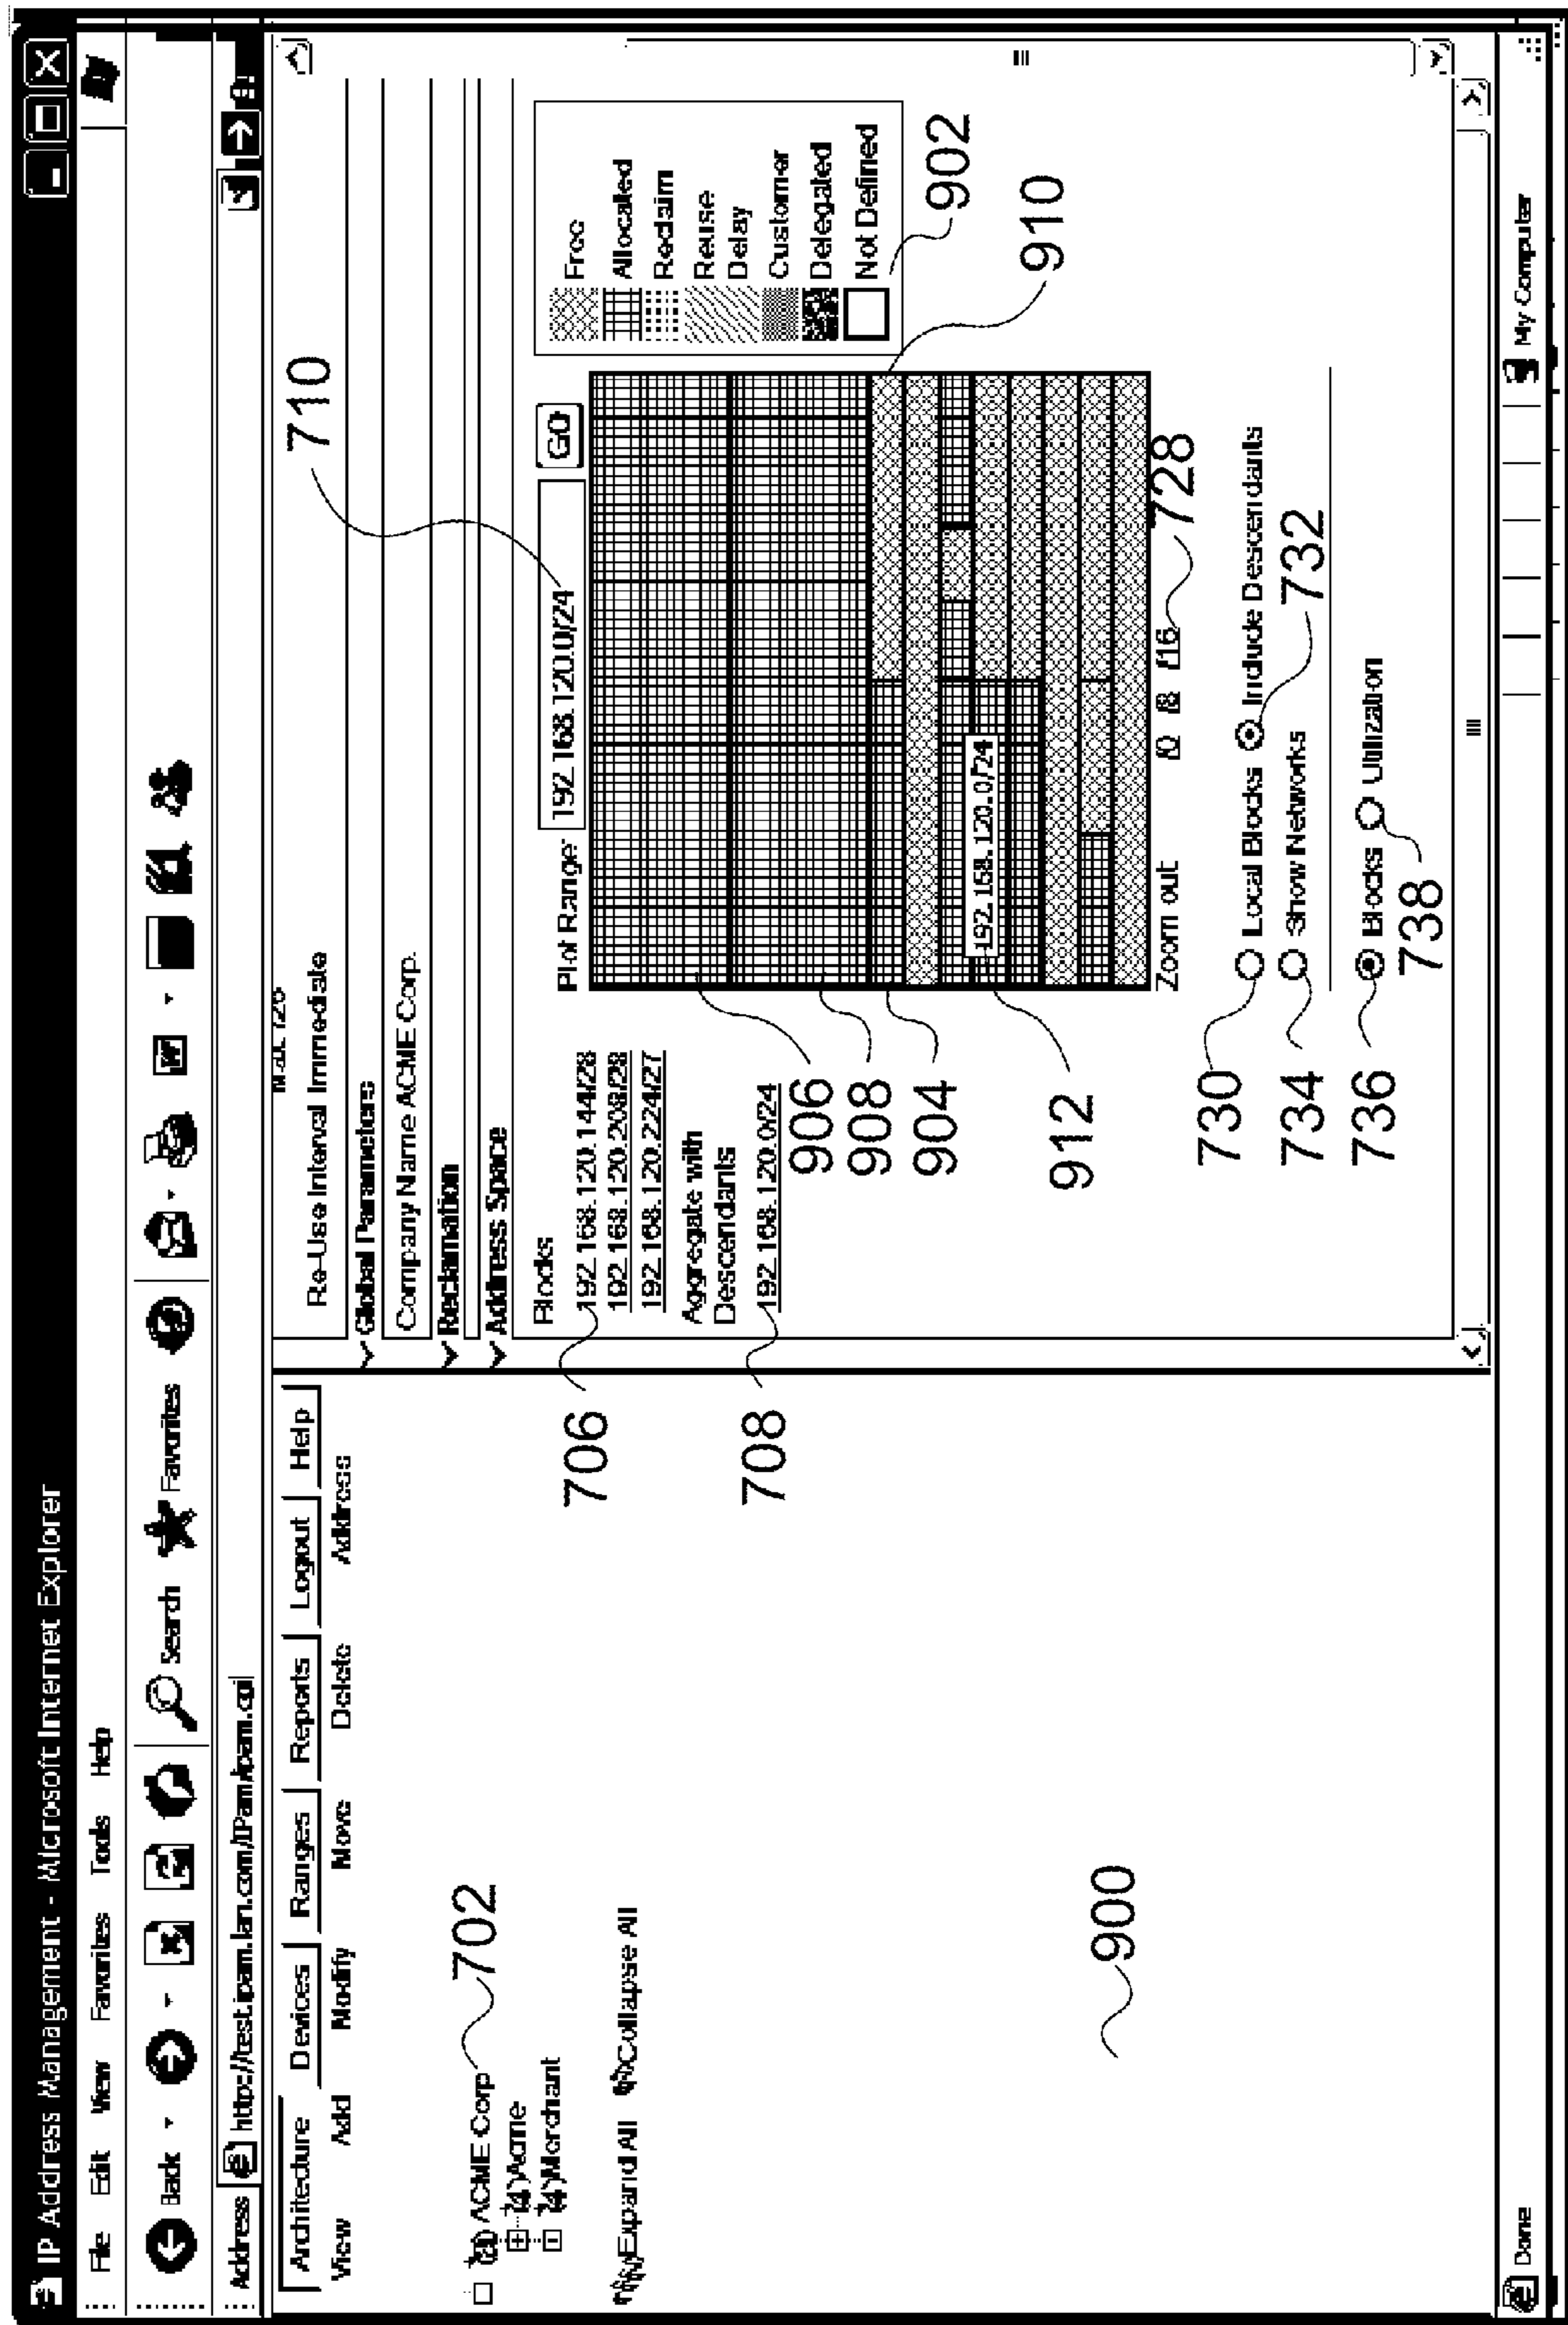 IP Address Management - Microsoft Internet Explorer
File Edit View Favorites Tools Help
Back Search Favorites
Address http://test.ipam.lan.com/IPam/ipam.cgi
Architecture Devices Ranges Reports Logout Help
View Add Modify Move Delete Address
ACME Corp
702
Acme
Merchant
Expand All Collapse All
900
Re-Use Interval Immediate
Global Parameters
Company Name ACME Corp.
Reclamation
Address Space
710
Blocks
706
192.168.120.144/28
192.168.120.208/28
192.168.120.224/27
Aggregate with
Descendants
708
192.168.120.0/24
906
908
904
912
Plot Range: 192.168.120.0/24 GO
192.168.120.0/24
Free
Allocated
Reclaim
Reuse
Delay
Customer
Delegated
Not Defined
902
910
Zoom out /0 /8 /16
728
730
Local Blocks Include Descendants
734
Show Networks
732
736
Blocks Utilization
738
Done My Computer